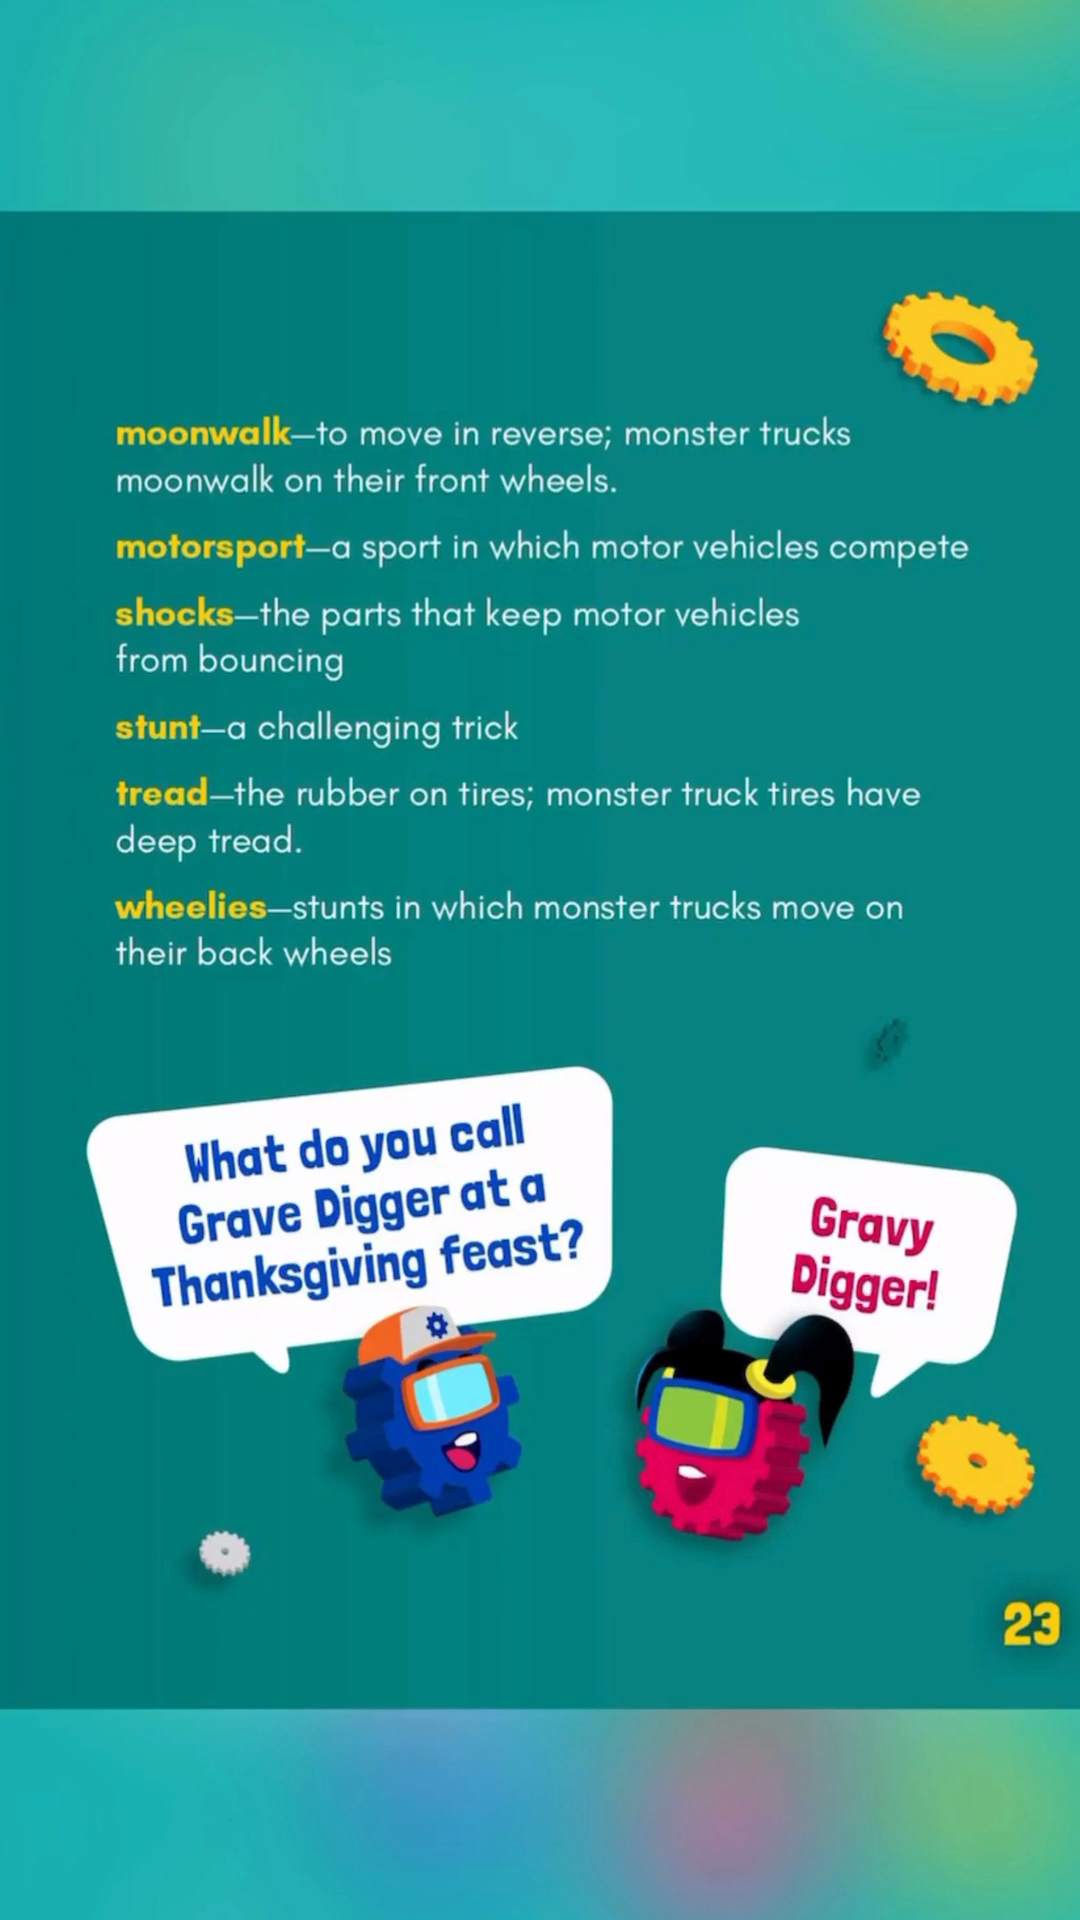 moonwalk—to move in reverse; monster trucks
moonwalk on their front wheels.
motorsport—a sport in which motor vehicles compete
shocks—the parts that keep motor vehicles
from bouncing
stunt—a challenging trick
tread—the rubber on tires; monster truck tires have
deep tread.
wheelies—stunts in which monster trucks move on
their back wheels
What do you call
Grave Digger at a
Thanksgiving feast?
Gravy
Digger!
23